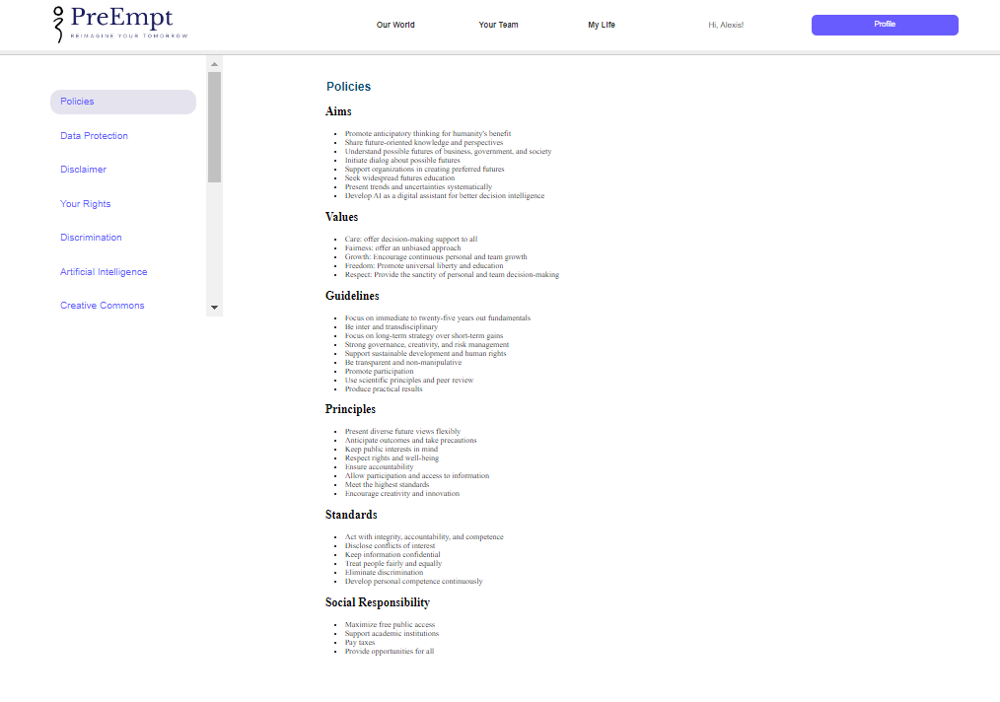 PreEmpt
REIMAGINE YOUR TOMORROW
Our World
Your Team
My Life
Hi, Alexis!
Profile
Policies
Data Protection
Disclaimer
Your Rights
Discrimination
Artificial Intelligence
Creative Commons
Policies
Aims
Promote anticipatory thinking for humanity's benefit
Share future-oriented knowledge and perspectives
Understand possible futures of business, government, and society
Initiate dialog about possible futures
Support organizations in creating preferred futures
Seek widespread futures education
Present trends and uncertainties systematically
Develop AI as a digital assistant for better decision intelligence
Values
Care: offer decision-making support to all
Fairness: offer an unbiased approach
Growth: Encourage continuous personal and team growth
Freedom: Promote universal liberty and education
Respect: Provide the sanctity of personal and team decision-making
Guidelines
Focus on immediate to twenty-five years out fundamentals
Be inter and transdisciplinary
Focus on long-term strategy over short-term gains
Strong governance, creativity, and risk management
Support sustainable development and human rights
Be transparent and non-manipulative
Promote participation
Use scientific principles and peer review
Produce practical results
Principles
Present diverse future views flexibly
Anticipate outcomes and take precautions
Keep public interests in mind
Respect rights and well-being
Ensure accountability
Allow participation and access to information
Meet the highest standards
Encourage creativity and innovation
Standards
Act with integrity, accountability, and competence
Disclose conflicts of interest
Keep information confidential
Treat people fairly and equally
Eliminate discrimination
Develop personal competence continuously
Social Responsibility
Maximize free public access
Support academic institutions
Pay taxes
Provide opportunities for all